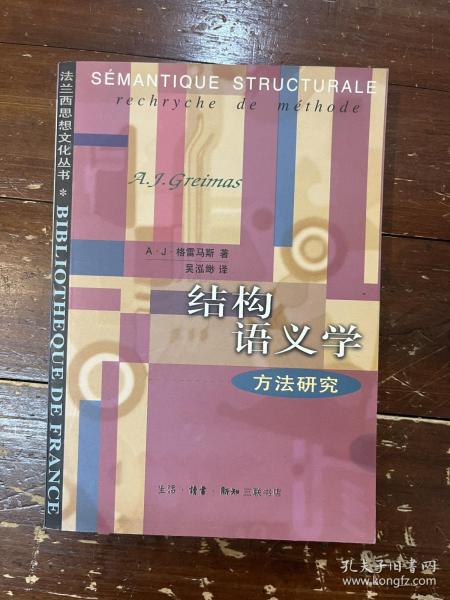 SÉMANTIQUE STRUCTURALE
rechryche de méthode
A.J.Greimas
A·J·格雷马斯 著
吴泓缈 译
结构
语义学
方法研究
生活·读书·新知三联书店
法兰西思想文化丛书 * BIBLIOTHEQUE DE FRANCE
孔夫子旧书网
www.kongfz.com